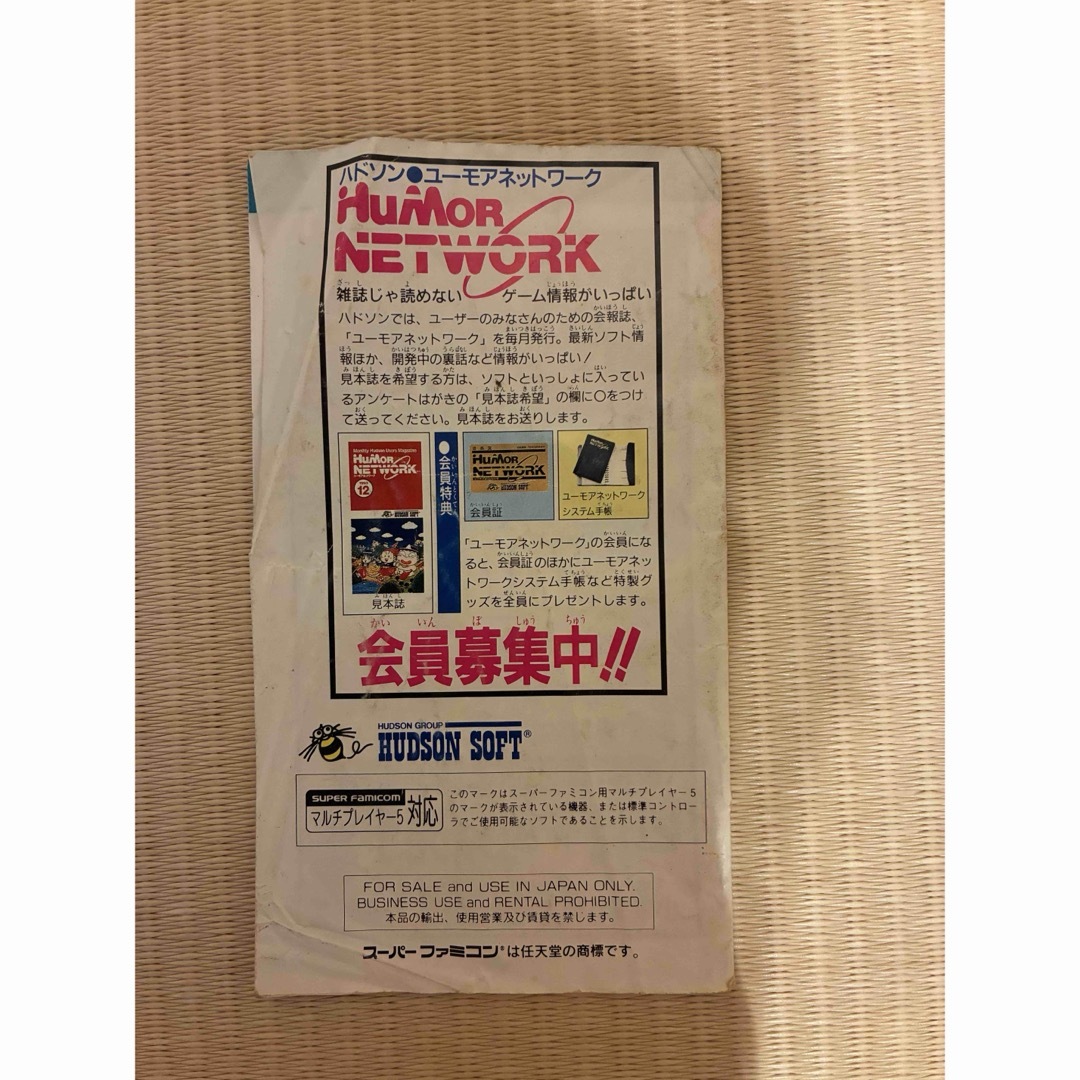 ハドソン●ユーモアネットワーク
HuMoR
NETWORK
雑誌じゃ読めない ゲーム情報がいっぱい
ハドソンでは、ユーザーのみなさんのための会報誌、
「ユーモアネットワーク」を毎月発行。最新ソフト情
報ほか、開発中の裏話など情報がいっぱい!
見本誌を希望する方は、ソフトといっしょに入ってい
るアンケートはがきの「見本誌希望」の欄に○をつけ
て送ってください。見本誌をお送りします。
Monthly Hudson Users Magazine
HuMoR
NETWORK
12
HUDSON SOFT
見本誌
●会員特典
HuMoR
NETWORK
HUDSON SOFT
会員証
ユーモアネットワーク
システム手帳
「ユーモアネットワーク」の会員にな
ると、会員証のほかにユーモアネッ
トワークシステム手帳など特製グ
ッズを全員にプレゼントします。
かい いん ぼ しゅう ちゅう
会員募集中!!
HUDSON GROUP
HUDSON SOFT®
SUPER FAMICOM
マルチプレイヤー5 対応
このマークはスーパーファミコン用マルチプレイヤー5
のマークが表示されている機器、または標準コントロー
ラでご使用可能なソフトであることを示します。
FOR SALE and USE IN JAPAN ONLY.
BUSINESS USE and RENTAL PROHIBITED.
本品の輸出、使用営業及び賃貸を禁じます。
スーパーファミコン®は任天堂の商標です。